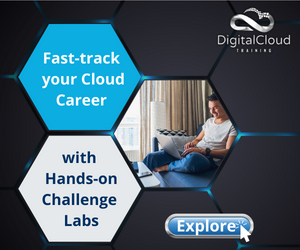 DigitalCloud
TRAINING
Fast-track
your Cloud
Career
with
Hands-on
Challenge
Labs
Explore